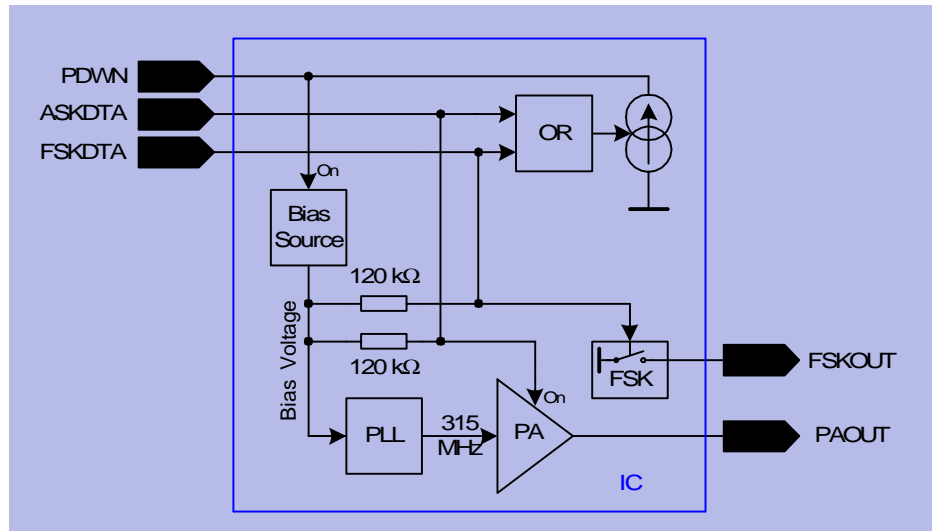 PDWN
ASKDTA
FSKDTA
OR
On
Bias
Source
120 kΩ
120 kΩ
Bias Voltage
FSK
FSKOUT
On
PLL
315
MHz
PA
PAOUT
IC